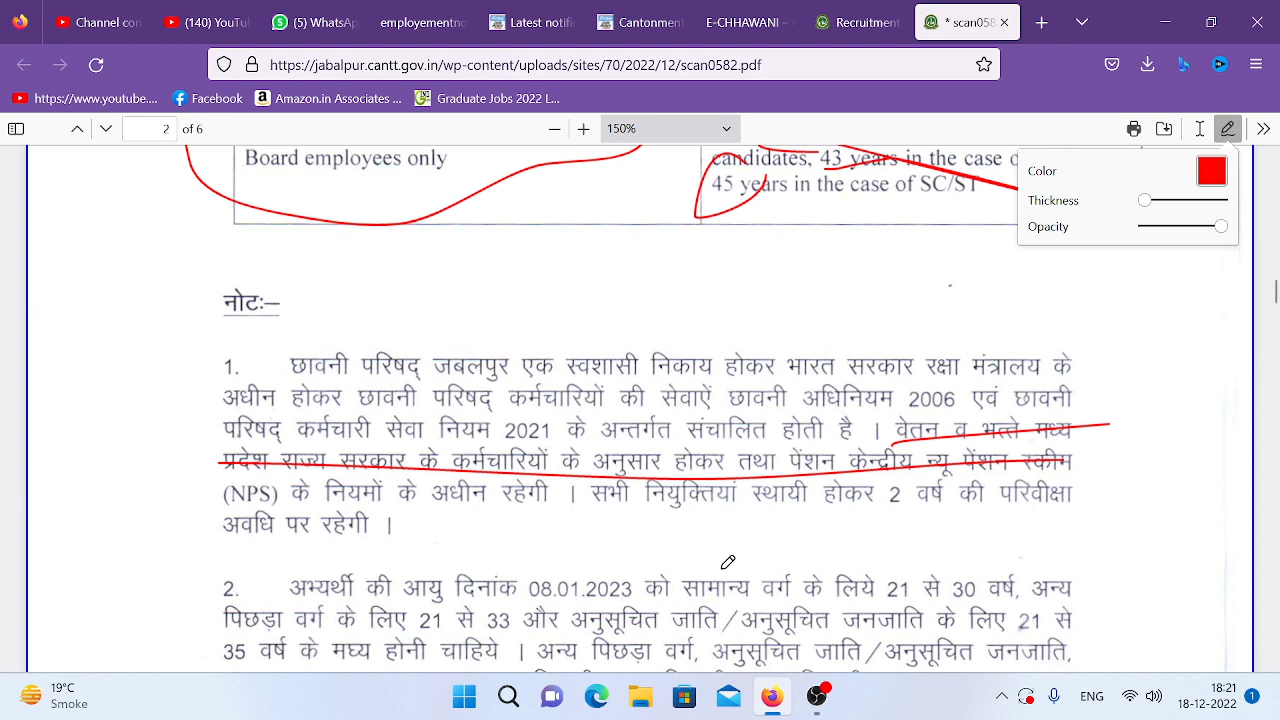 Channel con
(140) YouTu
(5) WhatsAp
employmentno
Latest notifi
Cantonment
E-CHHAWANI –
Recruitment
* scan058
https://jabalpur.cantt.gov.in/wp-content/uploads/sites/70/2022/12/scan0582.pdf
https://www.youtube....
Facebook
Amazon.in Associates ...
Graduate Jobs 2022 I...
2 of 6
150%
Color
Thickness
Opacity
Board employees only
candidates, 43 years in the case o
45 years in the case of SC/ST
नोटः–
1. छावनी परिषद् जबलपुर एक स्वशासी निकाय होकर भारत सरकार रक्षा मंत्रालय के
अधीन होकर छावनी परिषद् कर्मचारियों की सेवाऐं छावनी अधिनियम 2006 एवं छावनी
परिषद् कर्मचारी सेवा नियम 2021 के अन्तर्गत संचालित होती है । वेतन व भत्ते मध्य
प्रदेश राज्य सरकार के कर्मचारियों के अनुसार होकर तथा पेंशन केन्द्रीय न्यू पेंशन स्कीम
(NPS) के नियमों के अधीन रहेगी । सभी नियुक्तियां स्थायी होकर 2 वर्ष की परिवीक्षा
अवधि पर रहेगी ।
2. अभ्यर्थी की आयु दिनांक 08.01.2023 को सामान्य वर्ग के लिये 21 से 30 वर्ष, अन्य
पिछड़ा वर्ग के लिए 21 से 33 और अनुसूचित जाति/अनुसूचित जनजाति के लिए 21 से
35 वर्ष के मघ्य होनी चाहिये । अन्य पिछड़ा वर्ग, अनुसूचित जाति/अनुसूचित जनजाति,
19°C
Smoke
ENG
18:21
18-12-2022
1